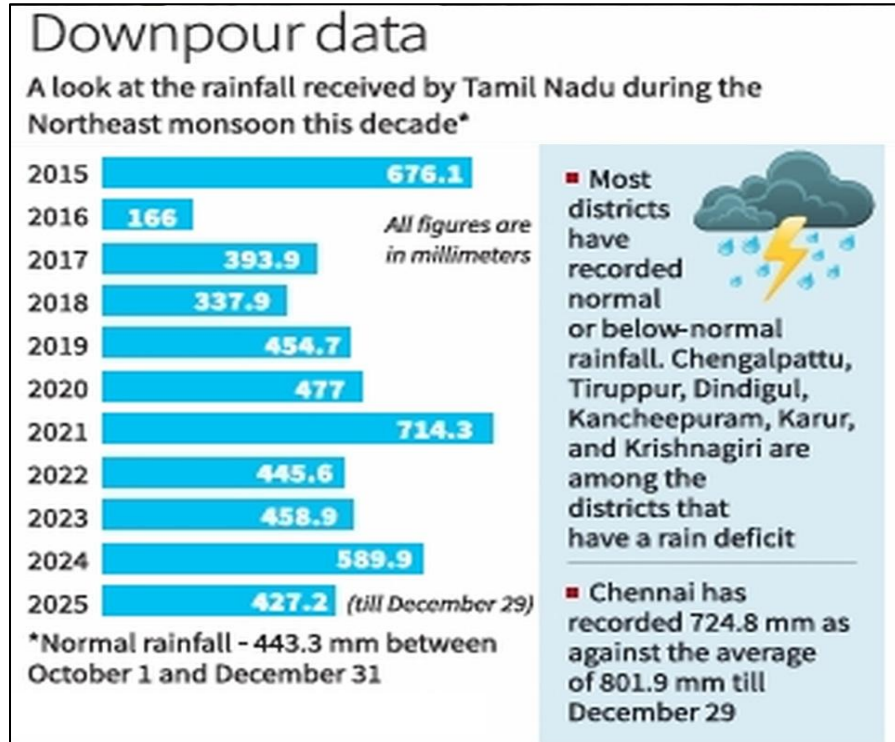 Downpour data
A look at the rainfall received by Tamil Nadu during the
Northeast monsoon this decade*
2015 676.1
2016 166
All figures are
in millimeters
2017 393.9
2018 337.9
2019 454.7
2020 477
2021 714.3
2022 445.6
2023 458.9
2024 589.9
2025 427.2 (till December 29)
*Normal rainfall - 443.3 mm between
October 1 and December 31
Most
districts
have
recorded
normal
or below-normal
rainfall. Chengalpattu,
Tiruppur, Dindigul,
Kancheepuram, Karur,
and Krishnagiri are
among the
districts that
have a rain deficit
Chennai has
recorded 724.8 mm as
against the average
of 801.9 mm till
December 29